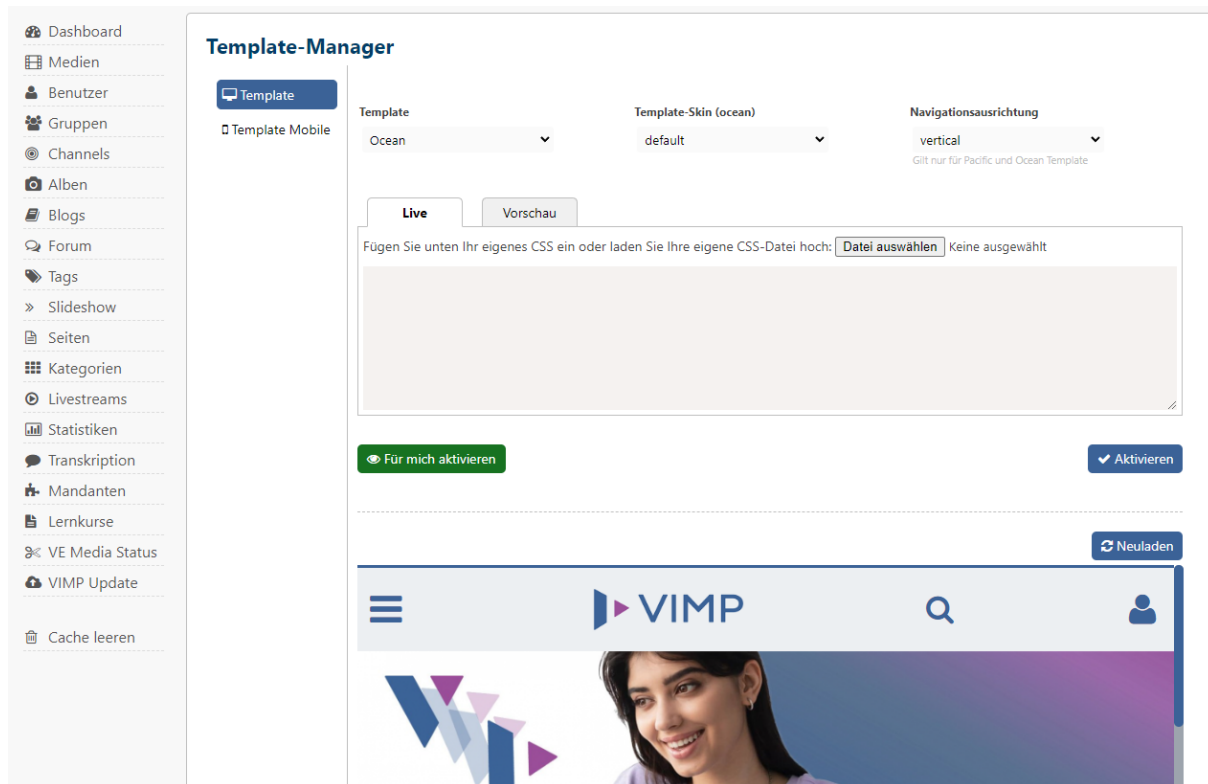 Dashboard
Medien
Benutzer
Gruppen
Channels
Alben
Blogs
Forum
Tags
Slideshow
Seiten
Kategorien
Livestreams
Statistiken
Transkription
Mandanten
Lernkurse
VE Media Status
VIMP Update
Cache leeren
Template-Manager
Template
Template Mobile
Template Template-Skin (ocean) Navigationsausrichtung
Ocean default vertical
Gilt nur für Pacific und Ocean Template
Live Vorschau
Fügen Sie unten Ihr eigenes CSS ein oder laden Sie Ihre eigene CSS-Datei hoch: Datei auswählen Keine ausgewählt
Für mich aktivieren Aktivieren
Neuladen
VIMP